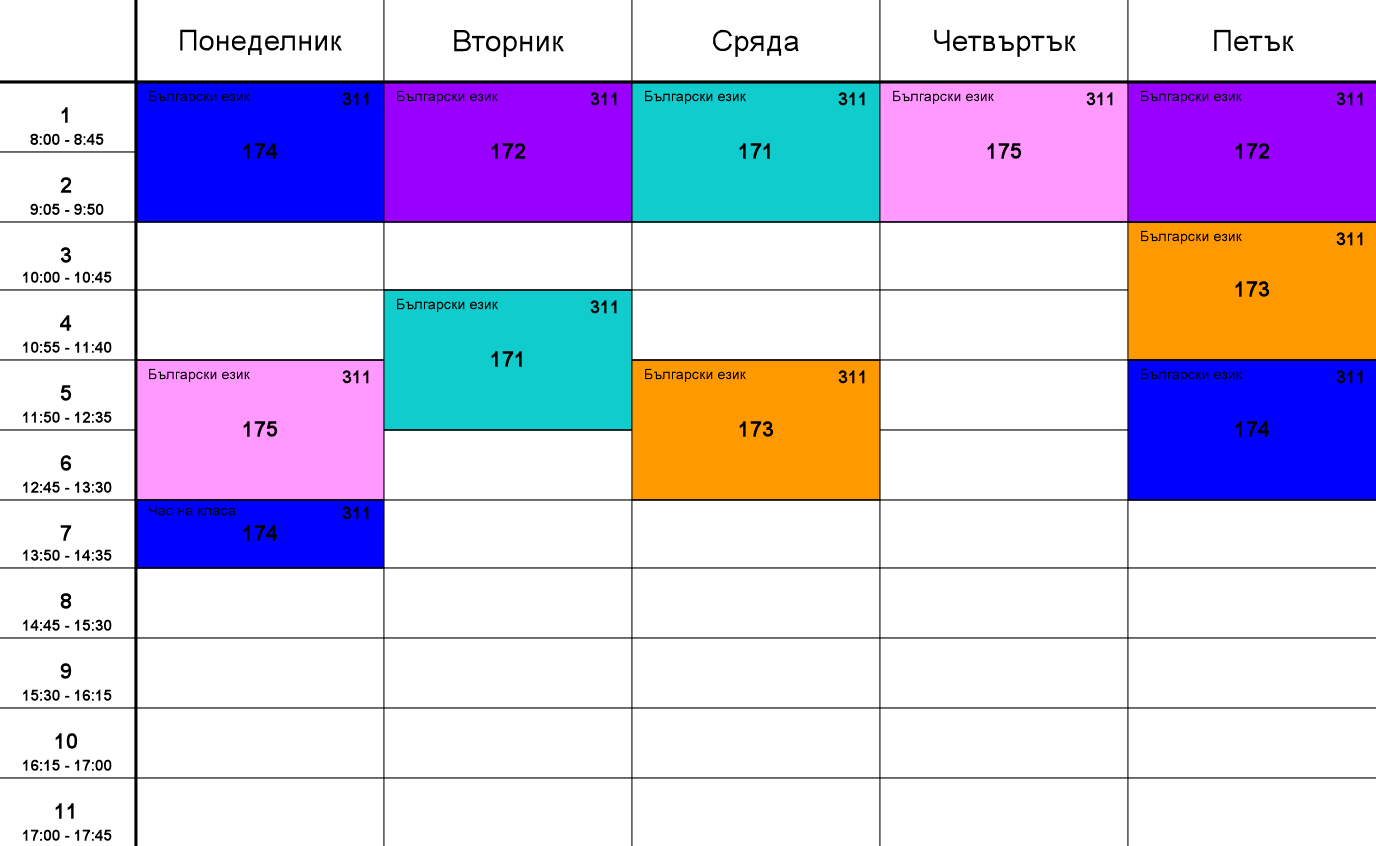 Понеделник Вторник Сряда Четвъртък Петък
1
8:00 - 8:45
Български език 311
174
Български език 311
172
Български език 311
171
Български език 311
175
Български език 311
172
2
9:05 - 9:50
3
10:00 - 10:45
Български език 311
173
4
10:55 - 11:40
Български език 311
171
5
11:50 - 12:35
Български език 311
175
Български език 311
173
Български език 311
174
6
12:45 - 13:30
7
13:50 - 14:35
Час на класа 311
174
8
14:45 - 15:30
9
15:30 - 16:15
10
16:15 - 17:00
11
17:00 - 17:45